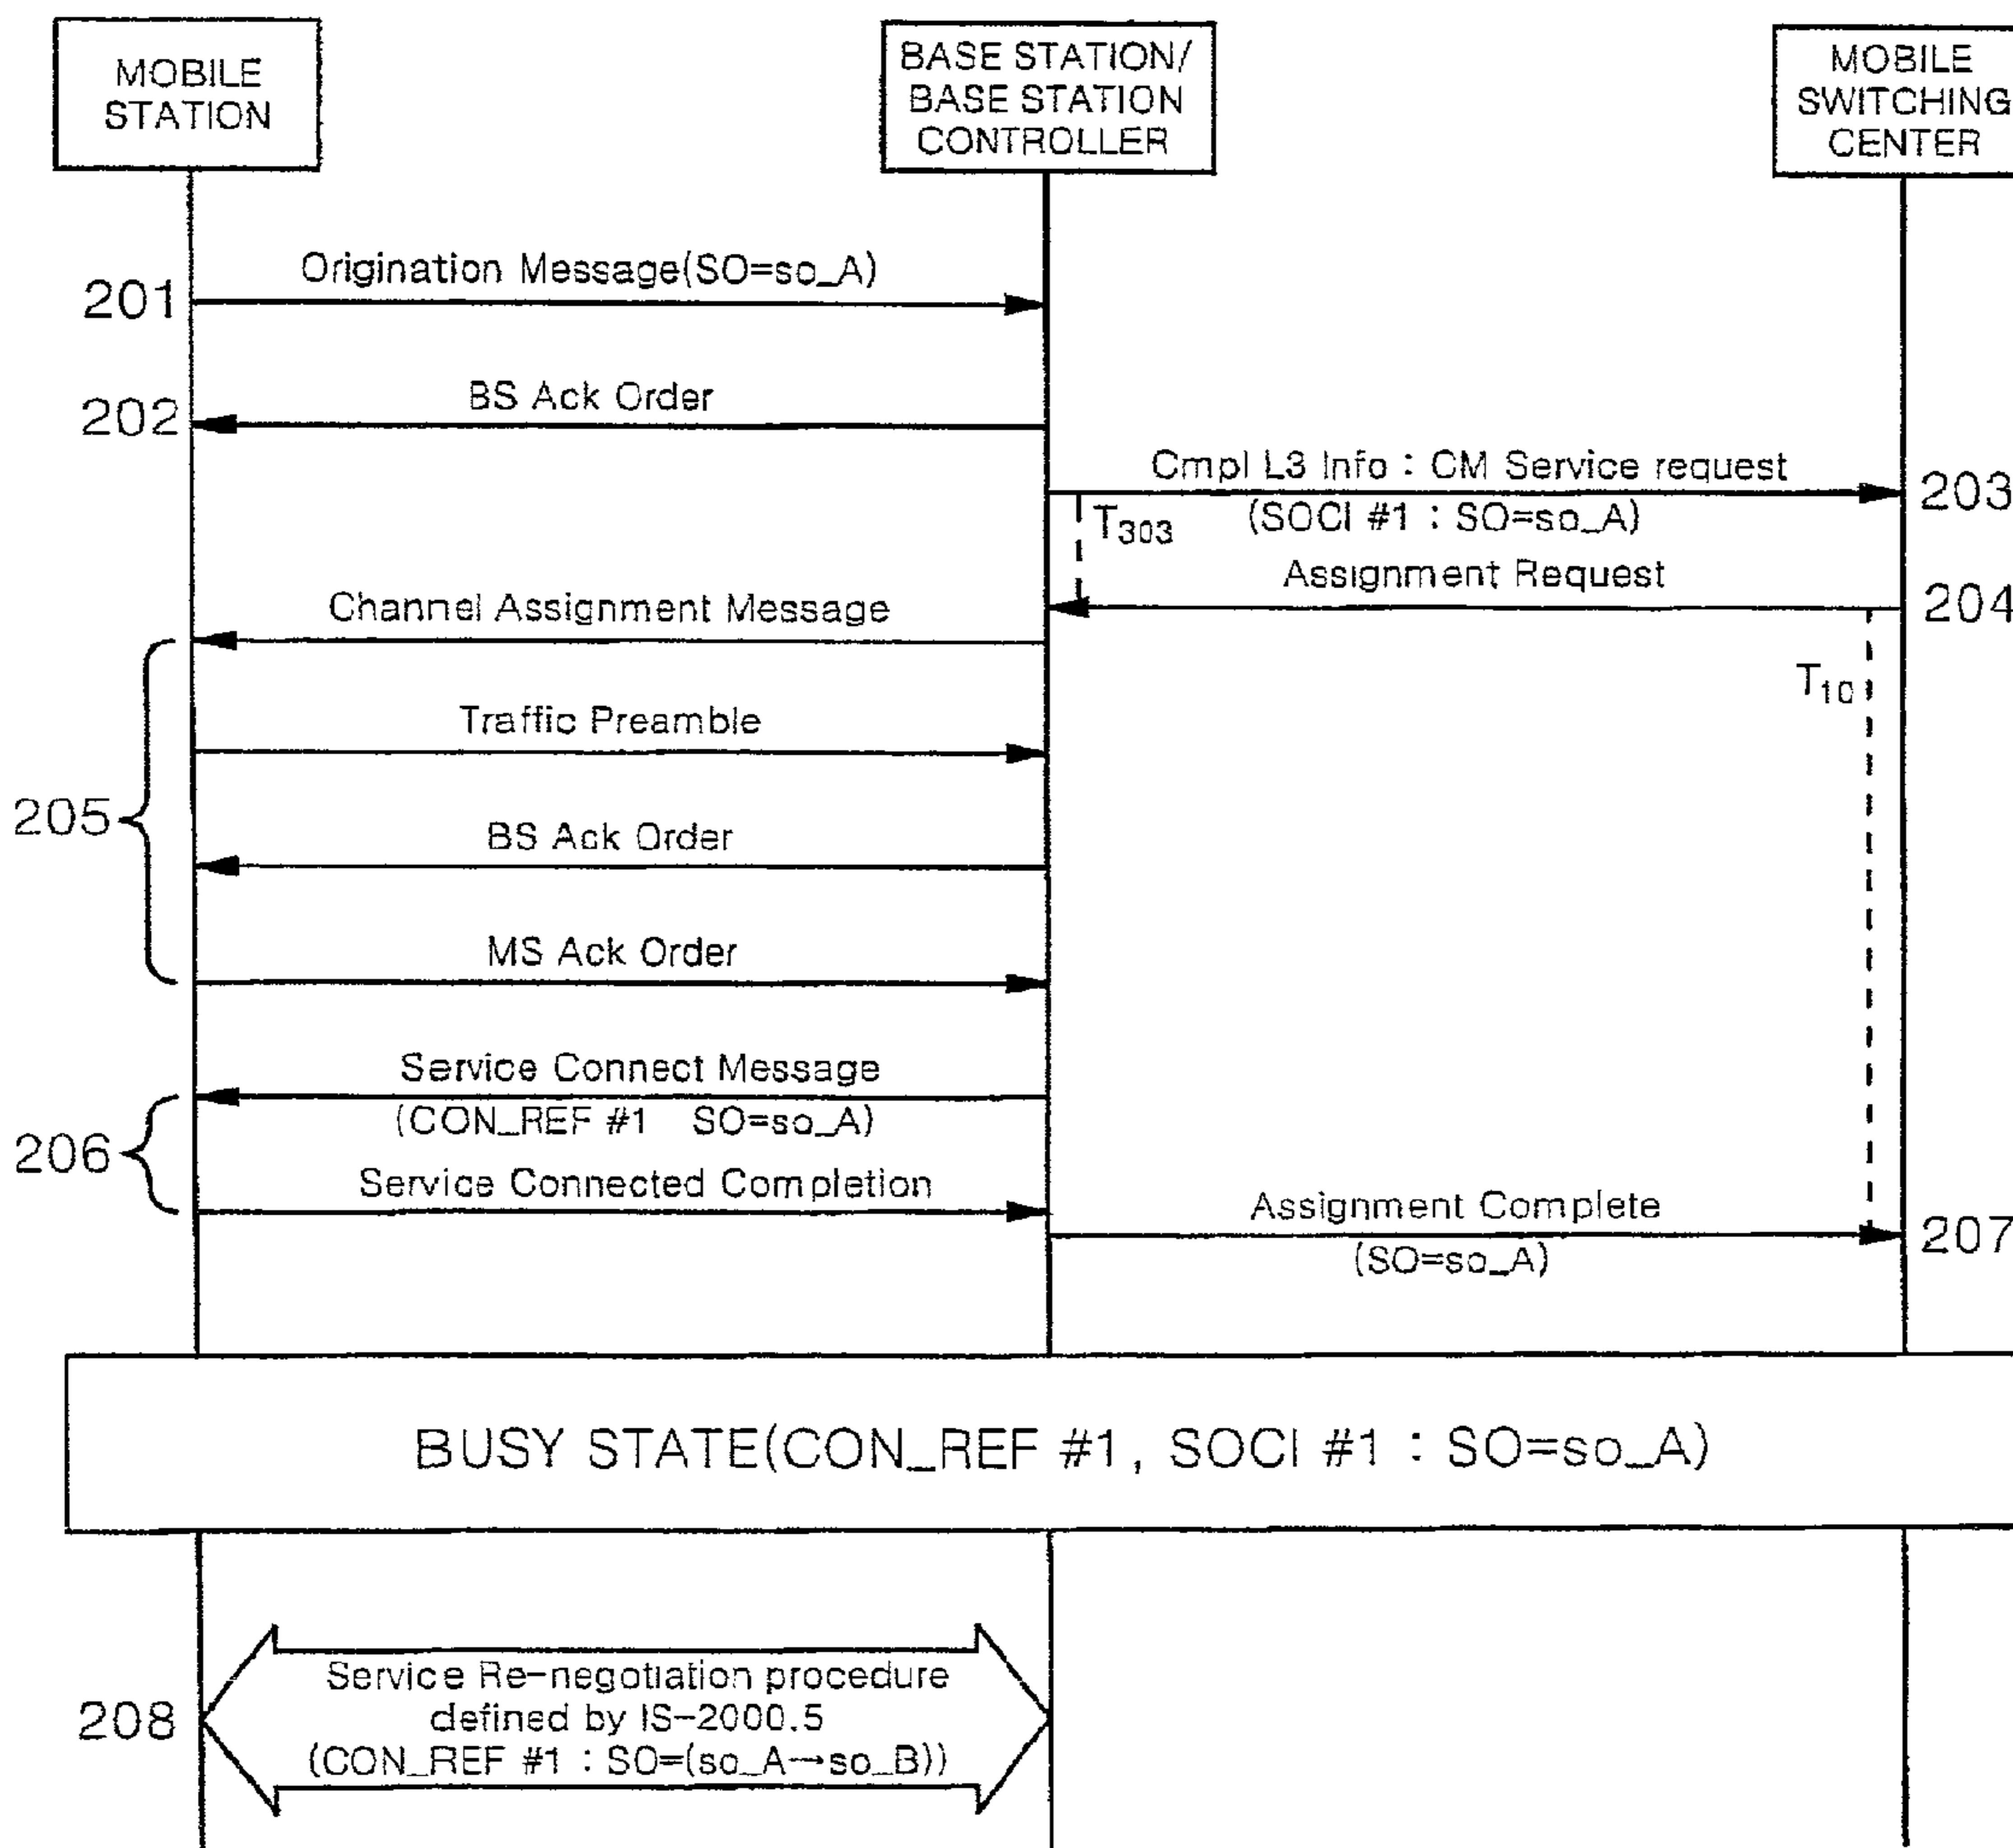 MOBILE
STATION
BASE STATION/
BASE STATION
CONTROLLER
MOBILE
SWITCHING
CENTER
201
Origination Message(SO=so_A)
202
BS Ack Order
Cmpl L3 Info : CM Service request
(SOCI #1 : SO=so_A)
203
T303
Assignment Request
204
Channel Assignment Message
T10
Traffic Preamble
205
BS Ack Order
MS Ack Order
Service Connect Message
(CON_REF #1 SO=so_A)
206
Service Connected Completion
Assignment Complete
(SO=so_A)
207
BUSY STATE(CON_REF #1, SOCI #1 : SO=so_A)
208
Service Re-negotiation procedure
defined by IS-2000.5
(CON_REF #1 : SO=(so_A→so_B))